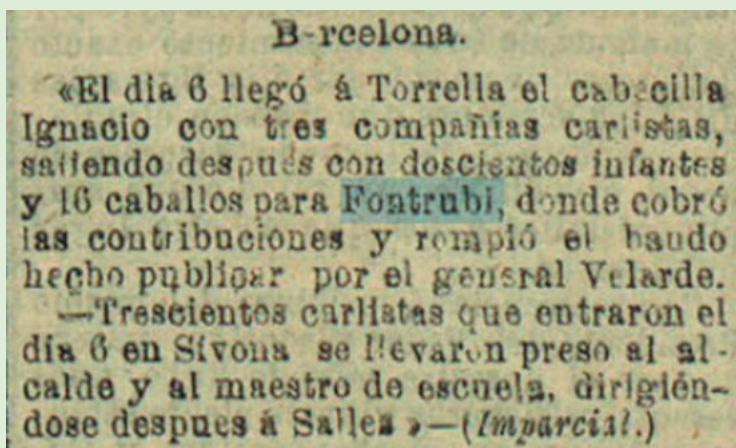 B-rcelona.
«El dia 6 llegó á Torrella el cabecilla
Ignacio con tres compañías carlistas,
saliendo despues con doscientos infantes
y 16 caballos para Fontrubí, donde cobró
las contribuciones y rompió el bando
hecho publicar por el general Velarde.
—Trescientos carlistas que entraron el
día 6 en Sivona se llevaron preso al al-
calde y al maestro de escuela, dirigién-
dose despues á Salles »—(Imparcial.)